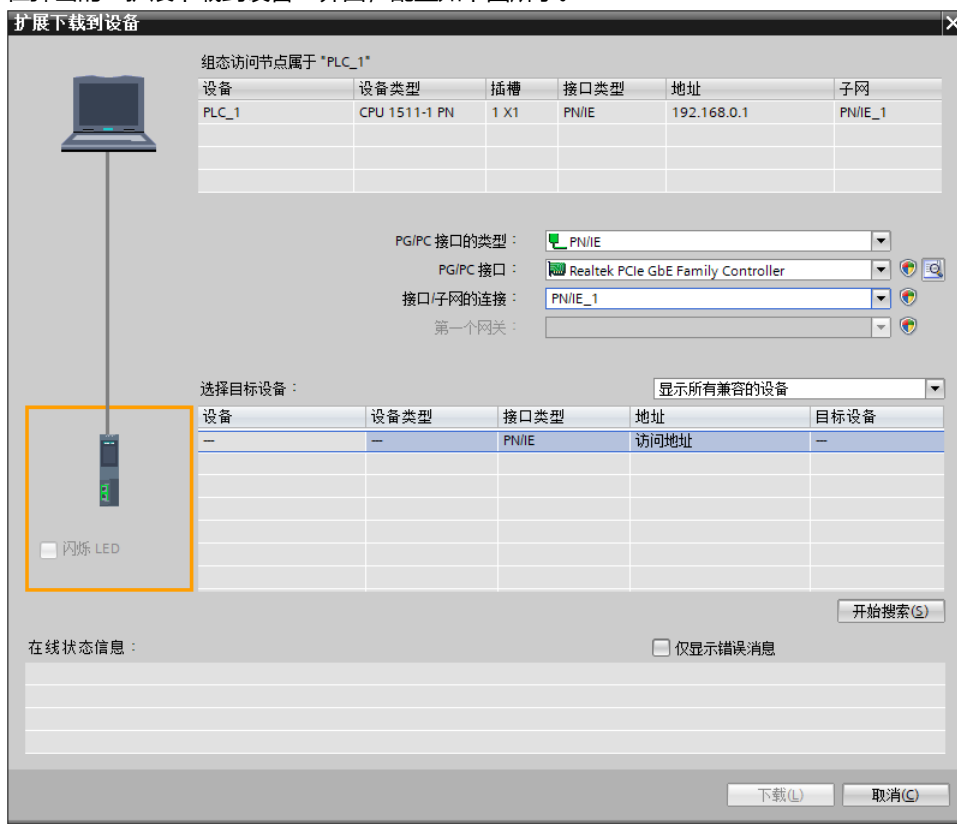 扩展下载到设备
组态访问节点属于 "PLC_1"
设备 设备类型 插槽 接口类型 地址 子网
PLC_1 CPU 1511-1 PN 1 X1 PN/IE 192.168.0.1 PN/IE_1
PG/PC 接口的类型： PN/IE
PG/PC 接口： Realtek PCIe GbE Family Controller
接口/子网的连接： PN/IE_1
第一个网关：
选择目标设备： 显示所有兼容的设备
设备 设备类型 接口类型 地址 目标设备
— — PN/IE 访问地址 —
闪烁 LED
开始搜索(S)
在线状态信息： 仅显示错误消息
下载(L) 取消(C)